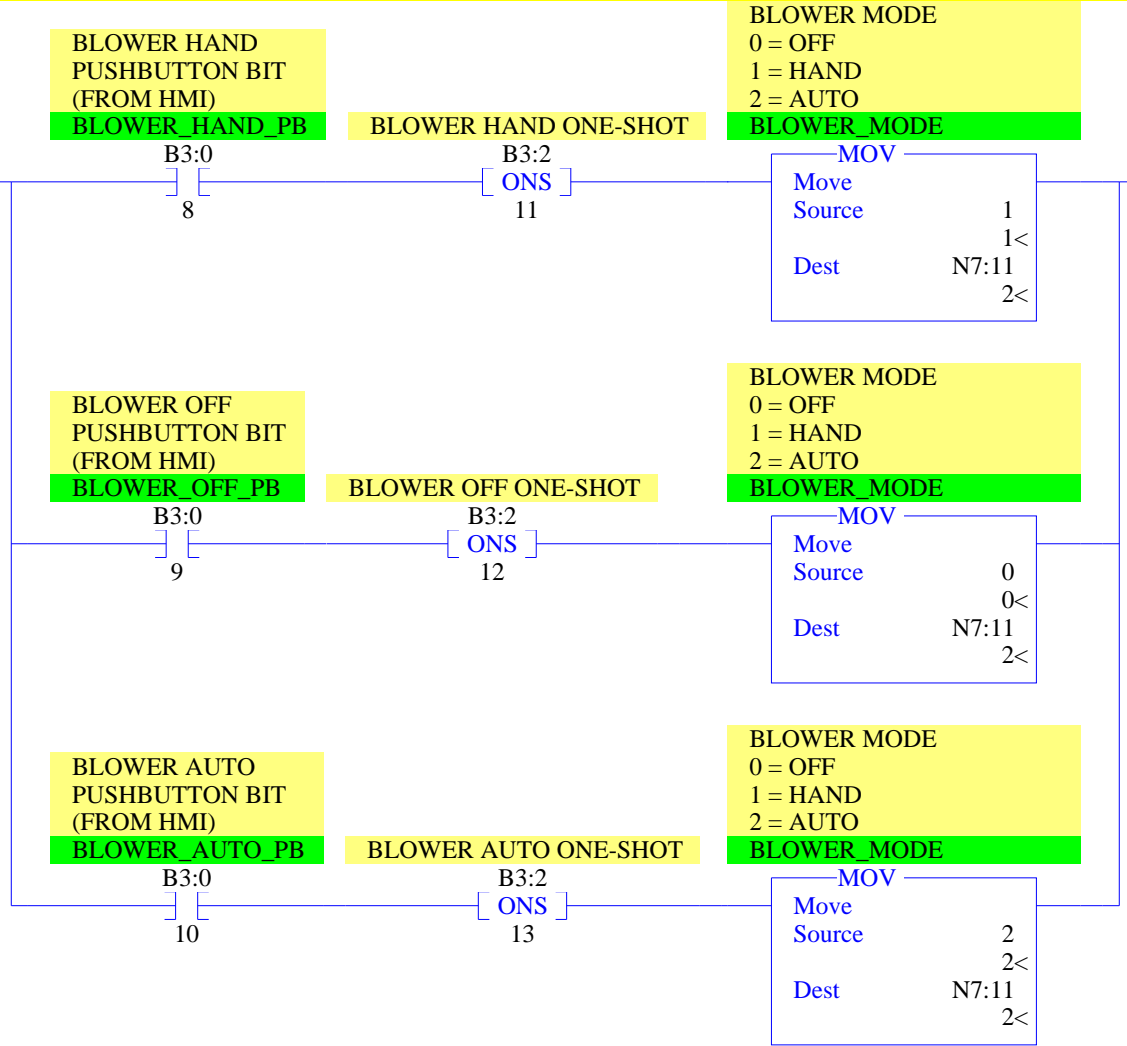 BLOWER HAND
PUSHBUTTON BIT
(FROM HMI)
BLOWER_HAND_PB
B3:0
8
BLOWER HAND ONE-SHOT
B3:2
ONS
11
BLOWER MODE
0 = OFF
1 = HAND
2 = AUTO
BLOWER_MODE
MOV
Move
Source 1
1<
Dest N7:11
2<
BLOWER OFF
PUSHBUTTON BIT
(FROM HMI)
BLOWER_OFF_PB
B3:0
9
BLOWER OFF ONE-SHOT
B3:2
ONS
12
BLOWER MODE
0 = OFF
1 = HAND
2 = AUTO
BLOWER_MODE
MOV
Move
Source 0
0<
Dest N7:11
2<
BLOWER AUTO
PUSHBUTTON BIT
(FROM HMI)
BLOWER_AUTO_PB
B3:0
10
BLOWER AUTO ONE-SHOT
B3:2
ONS
13
BLOWER MODE
0 = OFF
1 = HAND
2 = AUTO
BLOWER_MODE
MOV
Move
Source 2
2<
Dest N7:11
2<